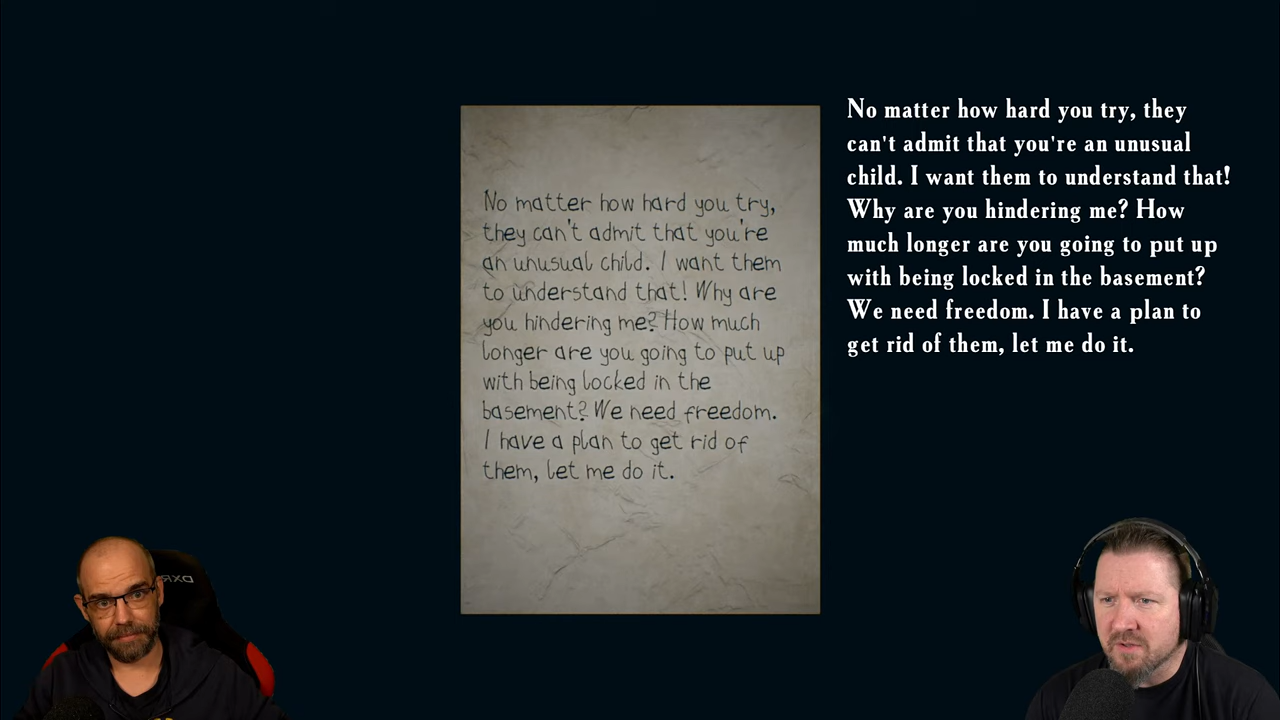 No matter how hard you try,
they can't admit that you're
an unusual child. I want them
to understand that! Why are
you hindering me? How much
longer are you going to put up
with being locked in the
basement? We need freedom.
I have a plan to get rid of
them, let me do it.
No matter how hard you try, they
can't admit that you're an unusual
child. I want them to understand that!
Why are you hindering me? How
much longer are you going to put up
with being locked in the basement?
We need freedom. I have a plan to
get rid of them, let me do it.